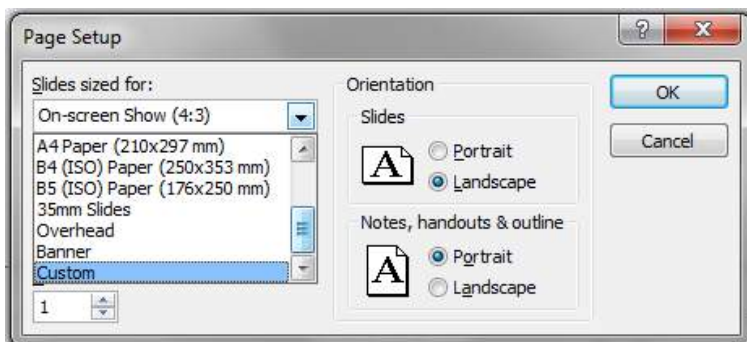 Page Setup
Slides sized for:
On-screen Show (4:3)
A4 Paper (210x297 mm)
B4 (ISO) Paper (250x353 mm)
B5 (ISO) Paper (176x250 mm)
35mm Slides
Overhead
Banner
Custom
1
Orientation
Slides
A
Portrait
Landscape
Notes, handouts & outline
A
Portrait
Landscape
OK
Cancel